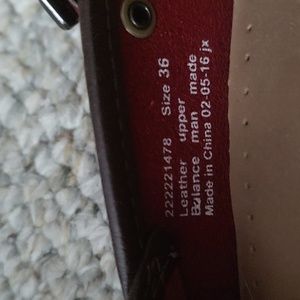 222221478 Size 36
Leather upper
Balance man made
Made in China 02-05-16 jx